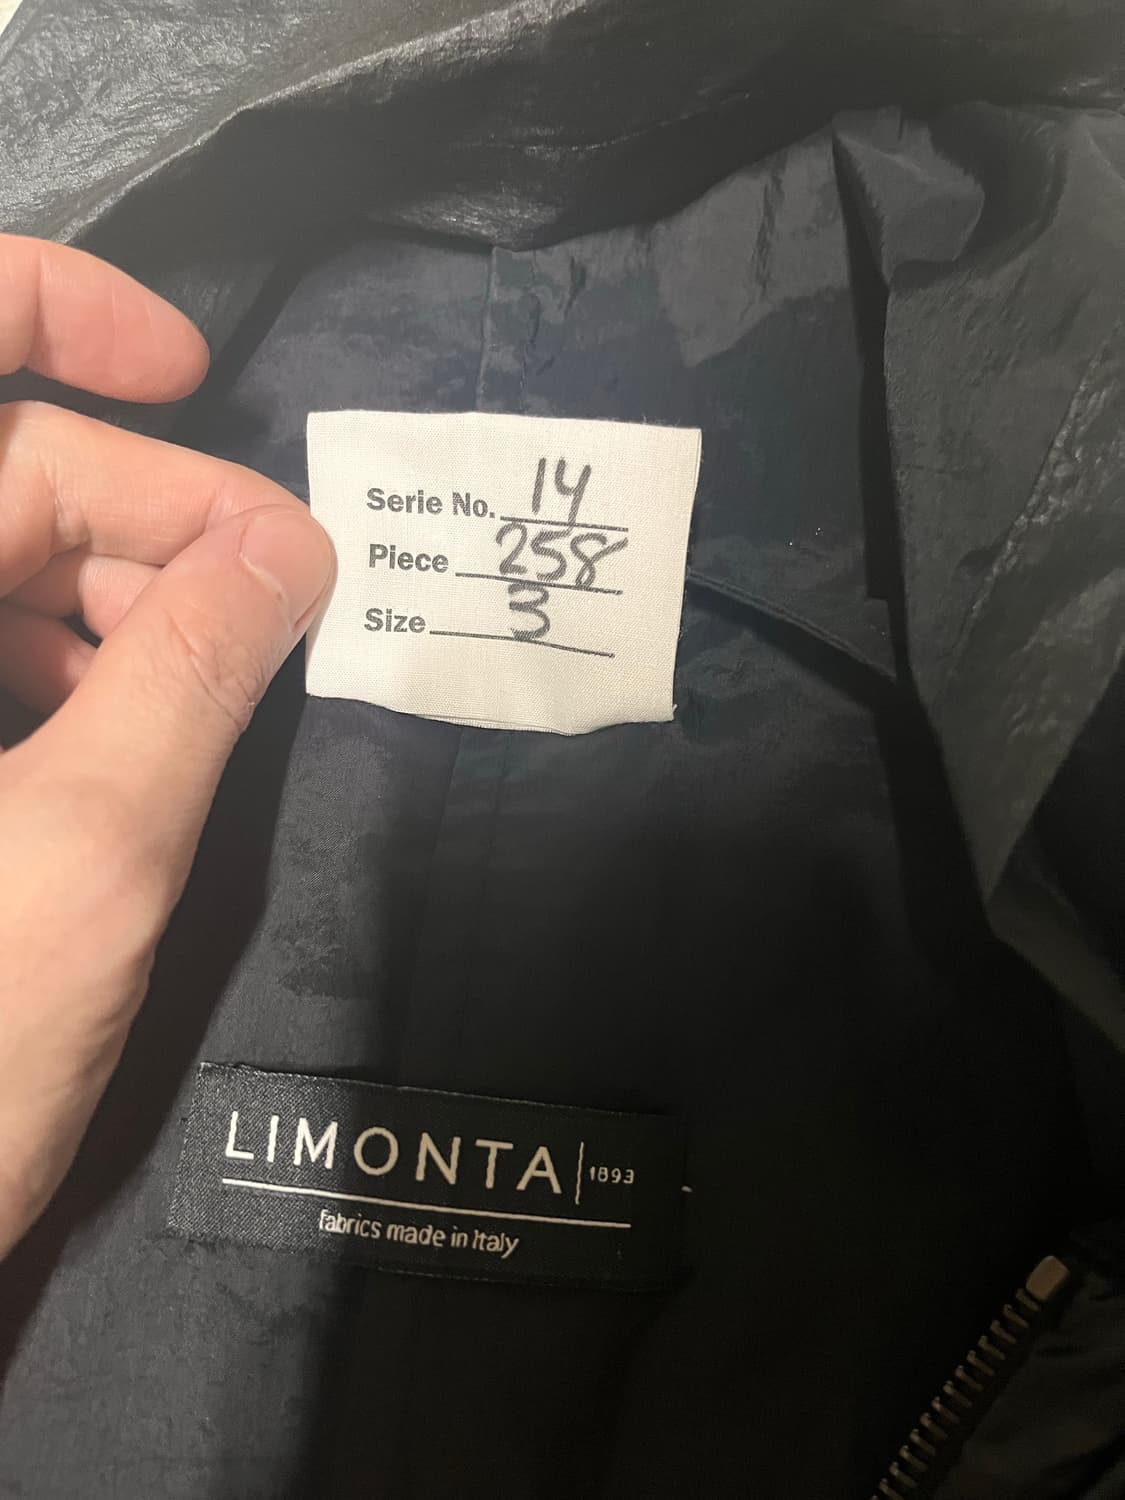 Serie No. 14
Piece 258
Size 3
LIMONTA | 1893
fabrics made in Italy